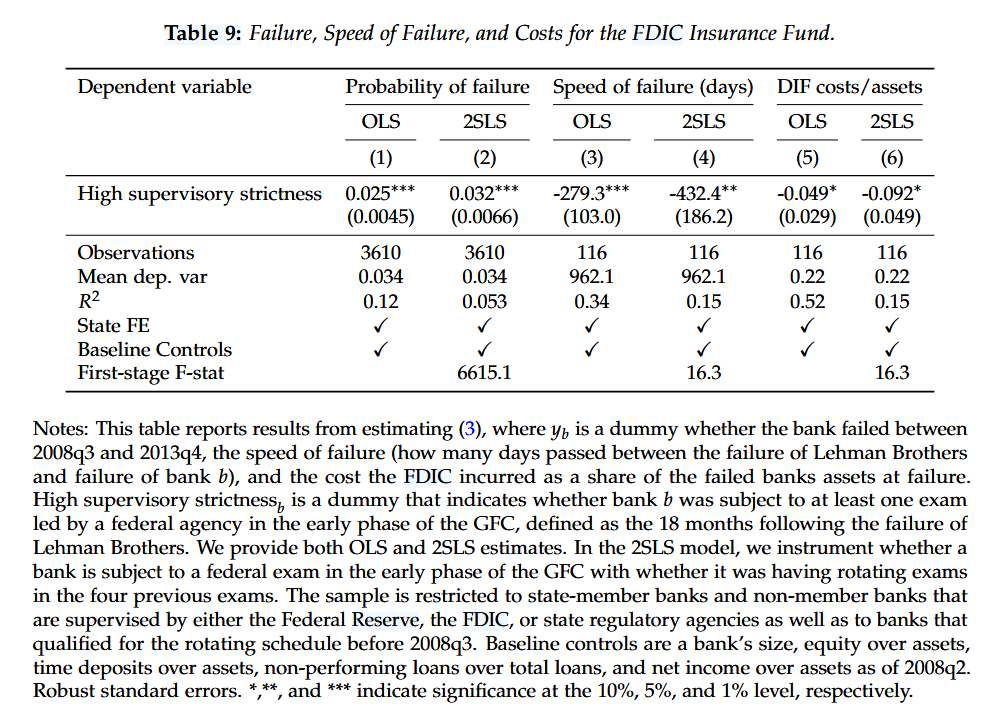 Table 9: Failure, Speed of Failure, and Costs for the FDIC Insurance Fund.
Dependent variable Probability of failure Speed of failure (days) DIF costs/assets
OLS 2SLS OLS 2SLS OLS 2SLS
(1) (2) (3) (4) (5) (6)
High supervisory strictness 0.025*** 0.032*** -279.3*** -432.4** -0.049* -0.092*
(0.0045) (0.0066) (103.0) (186.2) (0.029) (0.049)
Observations 3610 3610 116 116 116 116
Mean dep. var 0.034 0.034 962.1 962.1 0.22 0.22
R² 0.12 0.053 0.34 0.15 0.52 0.15
State FE ✓ ✓ ✓ ✓ ✓ ✓
Baseline Controls ✓ ✓ ✓ ✓ ✓ ✓
First-stage F-stat 6615.1 16.3 16.3
Notes: This table reports results from estimating (3), where y_b is a dummy whether the bank failed between
2008q3 and 2013q4, the speed of failure (how many days passed between the failure of Lehman Brothers
and failure of bank b), and the cost the FDIC incurred as a share of the failed banks assets at failure.
High supervisory strictness_b is a dummy that indicates whether bank b was subject to at least one exam
led by a federal agency in the early phase of the GFC, defined as the 18 months following the failure of
Lehman Brothers. We provide both OLS and 2SLS estimates. In the 2SLS model, we instrument whether a
bank is subject to a federal exam in the early phase of the GFC with whether it was having rotating exams
in the four previous exams. The sample is restricted to state-member banks and non-member banks that
are supervised by either the Federal Reserve, the FDIC, or state regulatory agencies as well as to banks that
qualified for the rotating schedule before 2008q3. Baseline controls are a bank's size, equity over assets,
time deposits over assets, non-performing loans over total loans, and net income over assets as of 2008q2.
Robust standard errors. *,**, and *** indicate significance at the 10%, 5%, and 1% level, respectively.